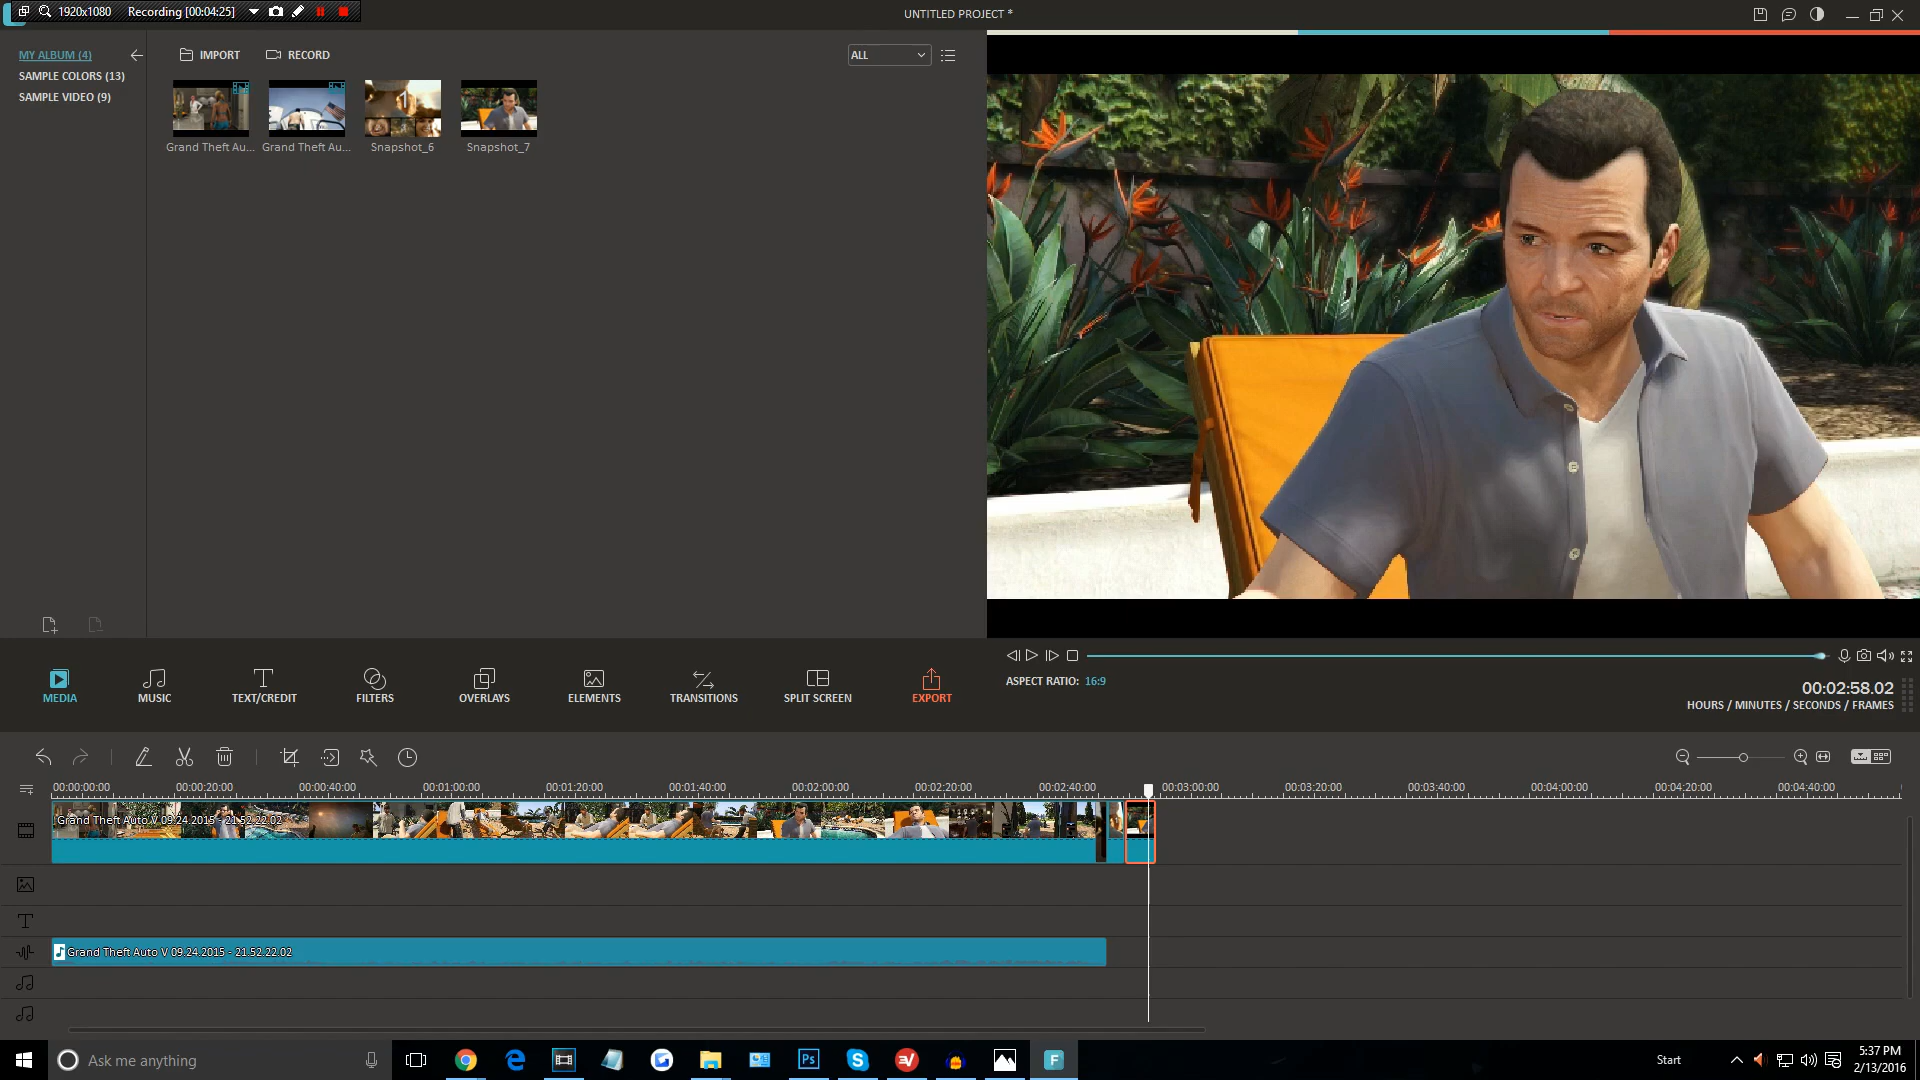 1920x1080 Recording [00:04:25]
UNTITLED PROJECT *
MY ALBUM (4)
SAMPLE COLORS (13)
SAMPLE VIDEO (9)
IMPORT RECORD ALL
Grand Theft Au... Grand Theft Au... Snapshot_6 Snapshot_7
MEDIA MUSIC TEXT/CREDIT FILTERS OVERLAYS ELEMENTS TRANSITIONS SPLIT SCREEN EXPORT
ASPECT RATIO: 16:9
00:02:58.02
HOURS / MINUTES / SECONDS / FRAMES
00:00:00:00 00:00:20:00 00:00:40:00 00:01:00:00 00:01:20:00 00:01:40:00 00:02:00:00 00:02:20:00 00:02:40:00 00:03:00:00 00:03:20:00 00:03:40:00 00:04:00:00 00:04:20:00 00:04:40:00
Grand Theft Auto V 09.24.2015 - 21.52.22.02
Grand Theft Auto V 09.24.2015 - 21.52.22.02
Ask me anything
Ps
F
Start
5:37 PM
2/13/2016